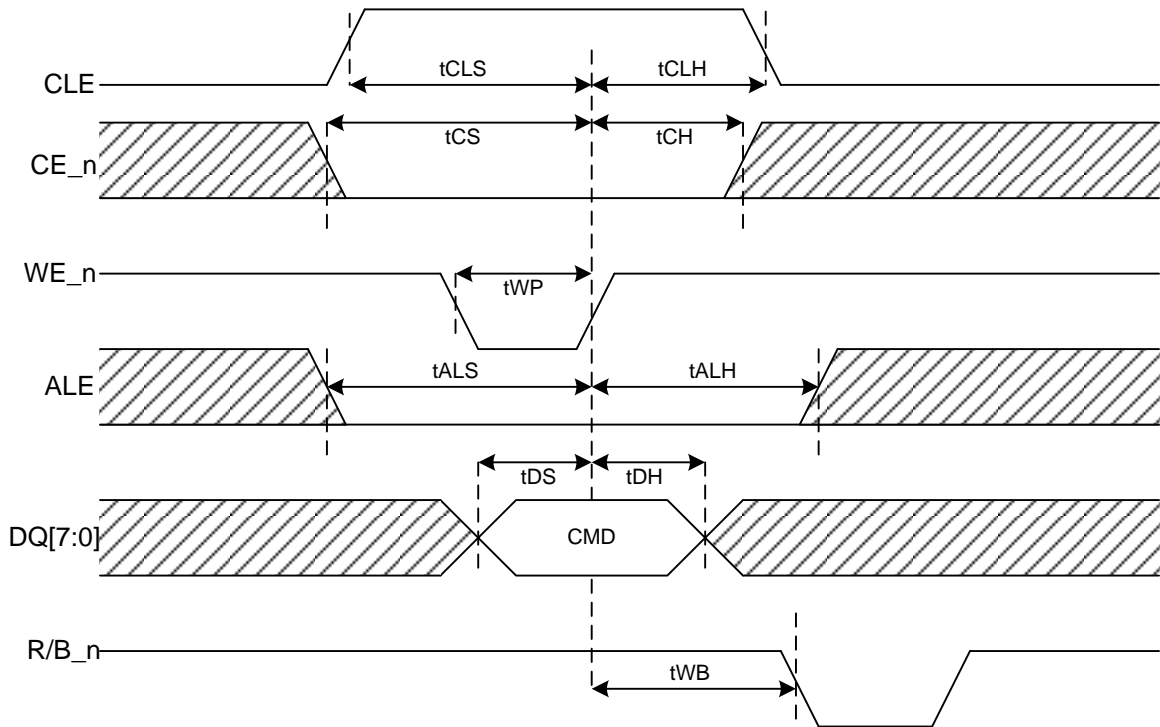 CLE
tCLS
tCLH
CE_n
tCS
tCH
WE_n
tWP
ALE
tALS
tALH
DQ[7:0]
tDS
tDH
CMD
R/B_n
tWB